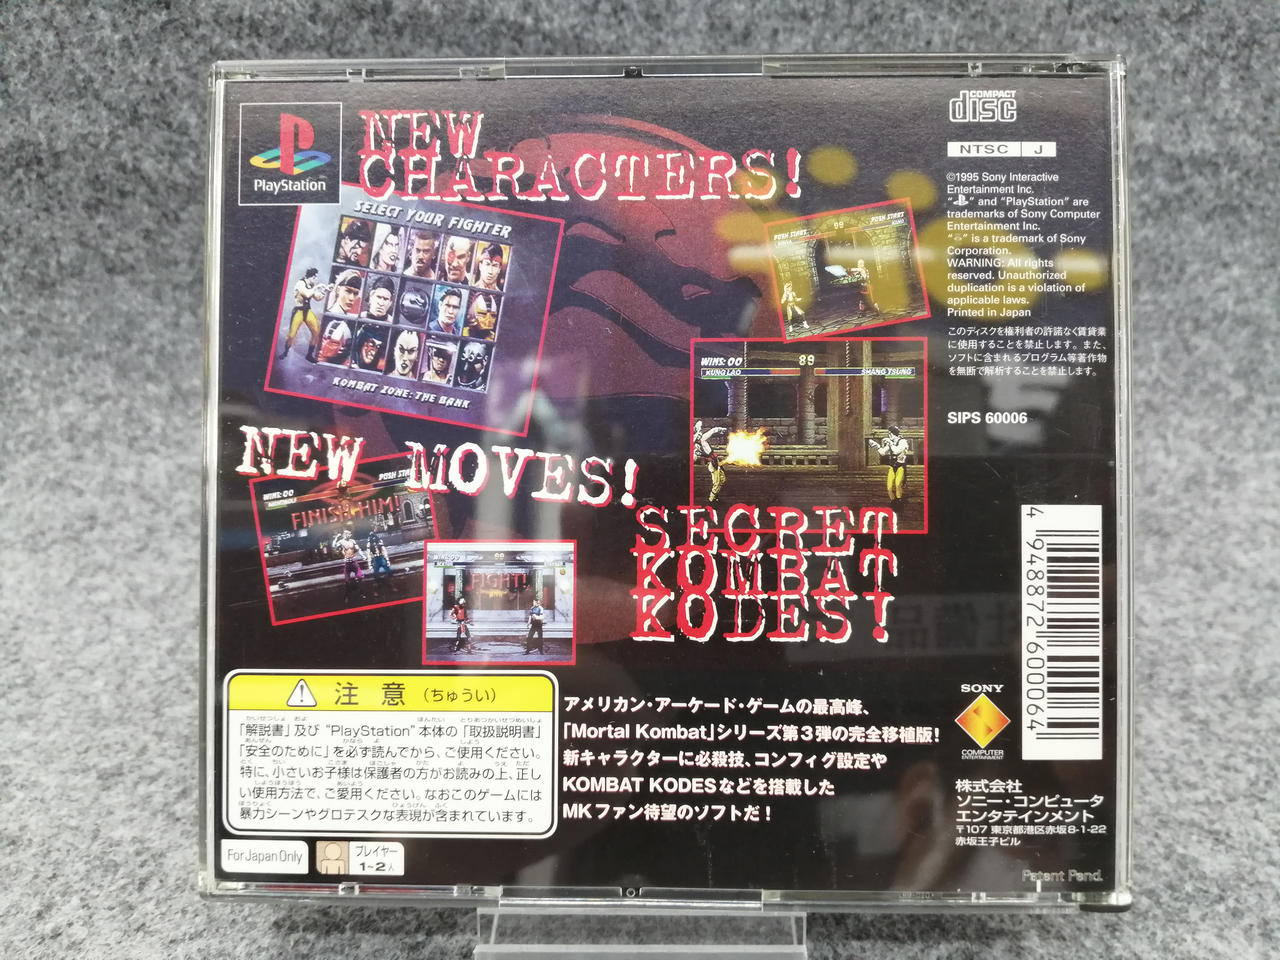 PlayStation
NEW
CHARACTERS!
SELECT YOUR FIGHTER
KOMBAT ZONE: THE BANK
PUSH START
PUSH START
89
WINS: 00
89
KUNG LAO
SHANG TSUNG
NEW MOVES!
WINS: 00
PUSH START
FINISH HIM!
FIGHT!
SECRET
KOMBAT
KODES!
COMPACT
disc
NTSC J
©1995 Sony Interactive
Entertainment Inc.
" " and "PlayStation" are
trademarks of Sony Computer
Entertainment Inc.
" " is a trademark of Sony
Corporation.
WARNING: All rights
reserved. Unauthorized
duplication is a violation of
applicable laws.
Printed in Japan
このディスクを権利者の許諾なく賃貸業
に使用することを禁止します。また、
ソフトに含まれるプログラム等著作物
を無断で解析することを禁止します。
SIPS 60006
4 948872 600064
SONY
COMPUTER
ENTERTAINMENT
株式会社
ソニー・コンピュータ
エンタテインメント
〒107 東京都港区赤坂8-1-22
赤坂王子ビル
注意(ちゅうい)
「解説書」及び"PlayStation"本体の「取扱説明書」
「安全のために」を必ず読んでから、ご使用ください。
特に、小さいお子様は保護者の方がお読みの上、正し
い使用方法で、ご愛用ください。なおこのゲームには
暴力シーンやグロテスクな表現が含まれています。
アメリカン・アーケード・ゲームの最高峰、
「Mortal Kombat」シリーズ第3弾の完全移植版!
新キャラクターに必殺技、コンフィグ設定や
KOMBAT KODESなどを搭載した
MKファン待望のソフトだ!
For Japan Only
プレイヤー
1~2人
Patent Pend.